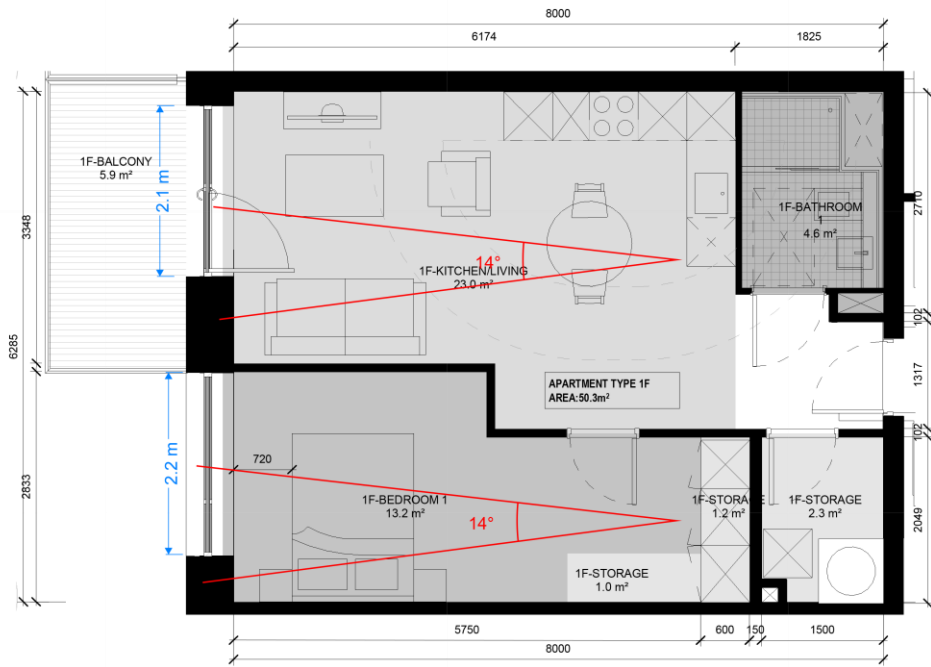 8000
6174
1825
1F-BALCONY
5.9 m²
2.1 m
3348
6285
14°
1F-KITCHEN/LIVING
23.0 m²
1F-BATHROOM
1
4.6 m²
2710
102
1317
102
APARTMENT TYPE 1F
AREA:50.3m²
2.2 m
2833
720
1F-BEDROOM 1
13.2 m²
14°
1F-STORAGE
1.2 m²
1F-STORAGE
2.3 m²
2049
1F-STORAGE
1.0 m²
5750
600
150
1500
8000